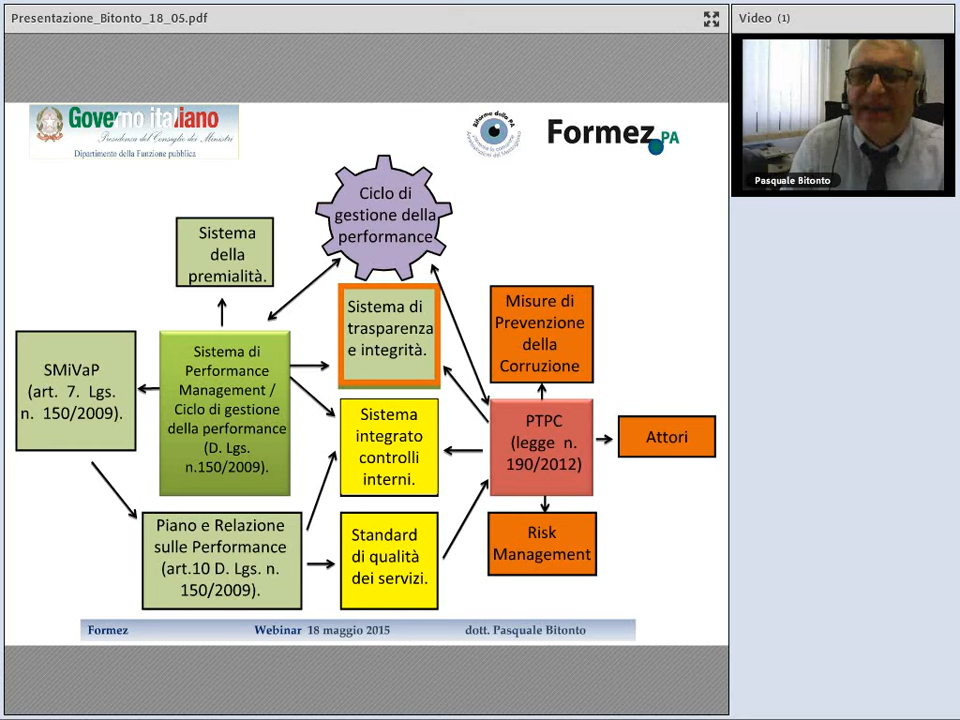 Presentazione_Bitonto_18_05.pdf
Video (1)
Pasquale Bitonto
Governo italiano
Presidenza del Consiglio dei Ministri
Dipartimento della Funzione pubblica
Formez PA
Ciclo di
gestione della
performance
Sistema
della
premialità.
Sistema di
trasparenza
e integrità.
Misure di
Prevenzione
della
Corruzione
SMiVaP
(art. 7. Lgs.
n. 150/2009).
Sistema di
Performance
Management /
Ciclo di gestione
della performance
(D. Lgs.
n.150/2009).
Sistema
integrato
controlli
interni.
PTPC
(legge n.
190/2012)
Attori
Piano e Relazione
sulle Performance
(art.10 D. Lgs. n.
150/2009).
Standard
di qualità
dei servizi.
Risk
Management
Formez Webinar 18 maggio 2015 dott. Pasquale Bitonto